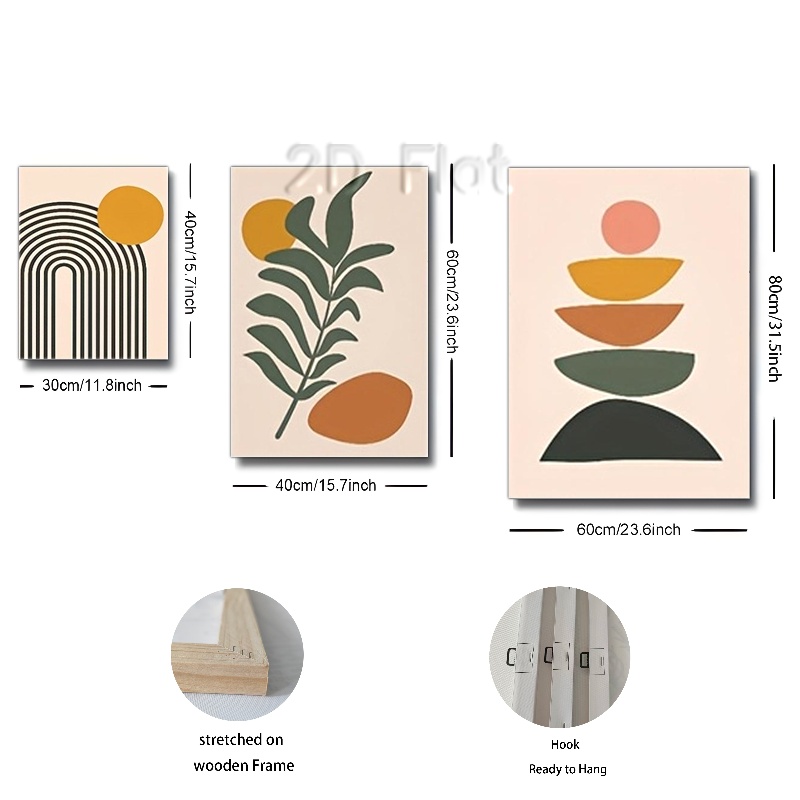 2D Flat
40cm/15.7inch
60cm/23.6inch
80cm/31.5inch
30cm/11.8inch
40cm/15.7inch
60cm/23.6inch
stretched on
wooden Frame
Hook
Ready to Hang